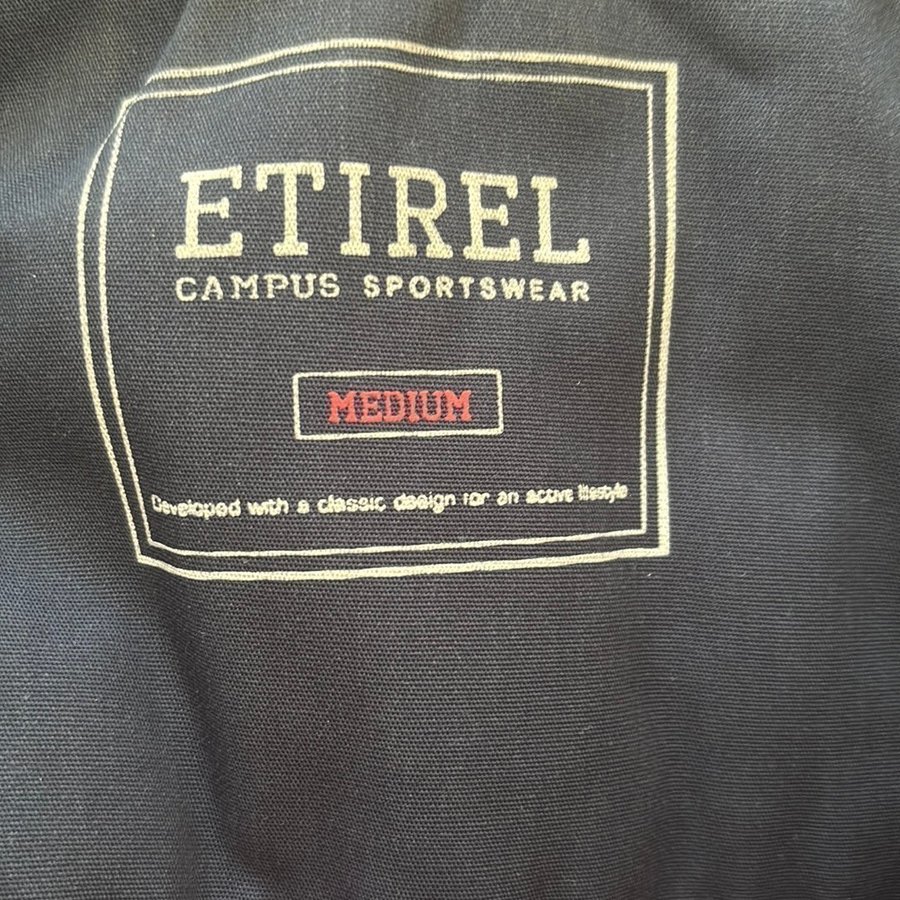 ETIREL
CAMPUS SPORTSWEAR
MEDIUM
Developed with a classic design for an active lifestyle